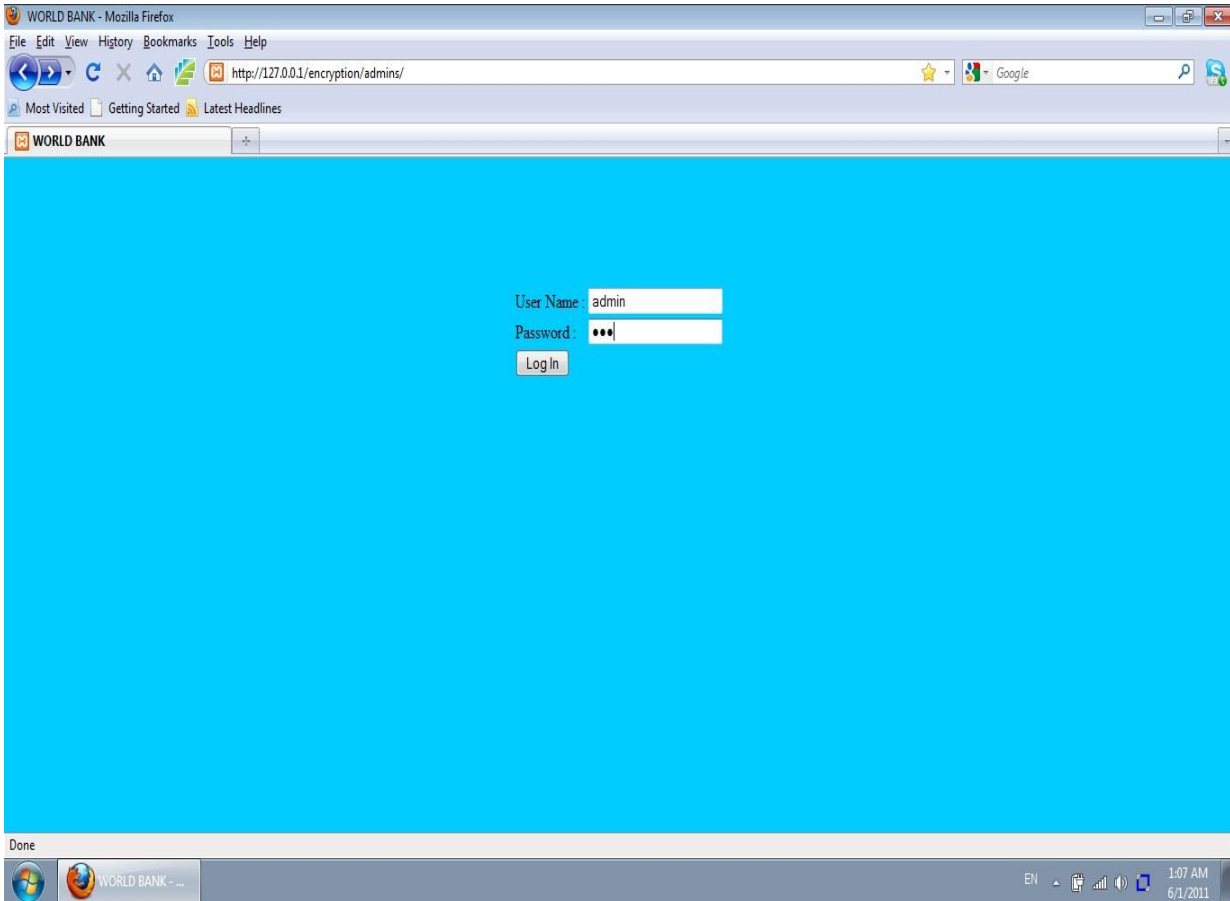 WORLD BANK - Mozilla Firefox
File Edit View History Bookmarks Tools Help
http://127.0.0.1/encryption/admins/
Google
Most Visited Getting Started Latest Headlines
WORLD BANK
User Name : admin
Password : •••
Log In
Done
WORLD BANK - ...
EN
1:07 AM
6/1/2011